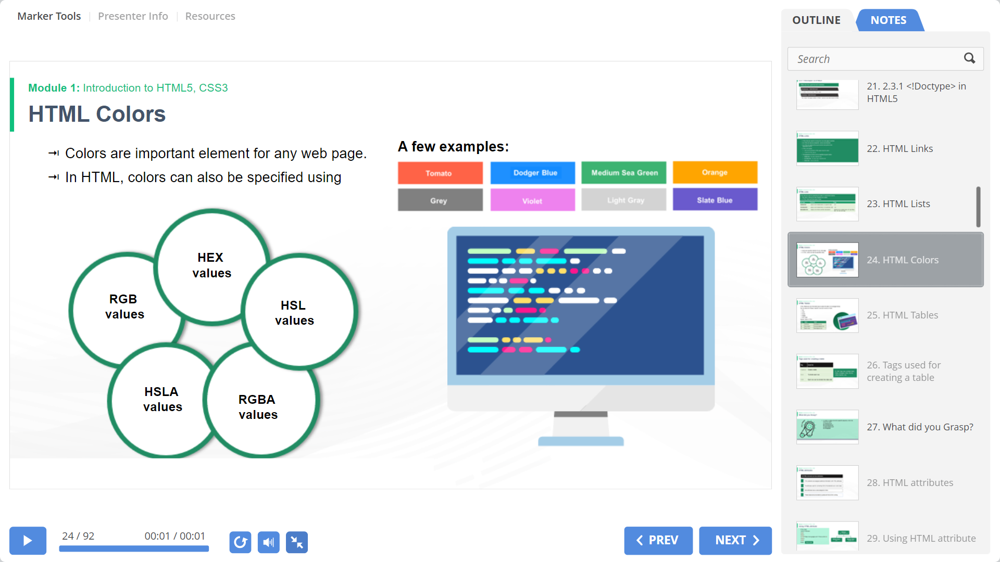 Marker Tools
Presenter Info
Resources
OUTLINE
NOTES
Search
Module 1: Introduction to HTML5, CSS3
HTML Colors
→ Colors are important element for any web page.
→ In HTML, colors can also be specified using
HEX
values
RGB
values
HSL
values
HSLA
values
RGBA
values
A few examples:
Tomato
Dodger Blue
Medium Sea Green
Orange
Grey
Violet
Light Gray
Slate Blue
21. 2.3.1 <!Doctype> in
HTML5
22. HTML Links
23. HTML Lists
24. HTML Colors
25. HTML Tables
26. Tags used for
creating a table
27. What did you Grasp?
28. HTML attributes
29. Using HTML attribute
24 / 92
00:01 / 00:01
PREV
NEXT